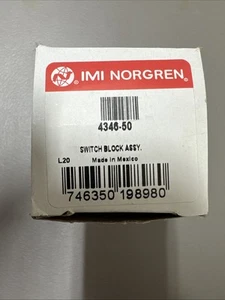 IMI NORGREN®
4346-50
SWITCH BLOCK ASSY.
L20 Made in Mexico
746350 198980